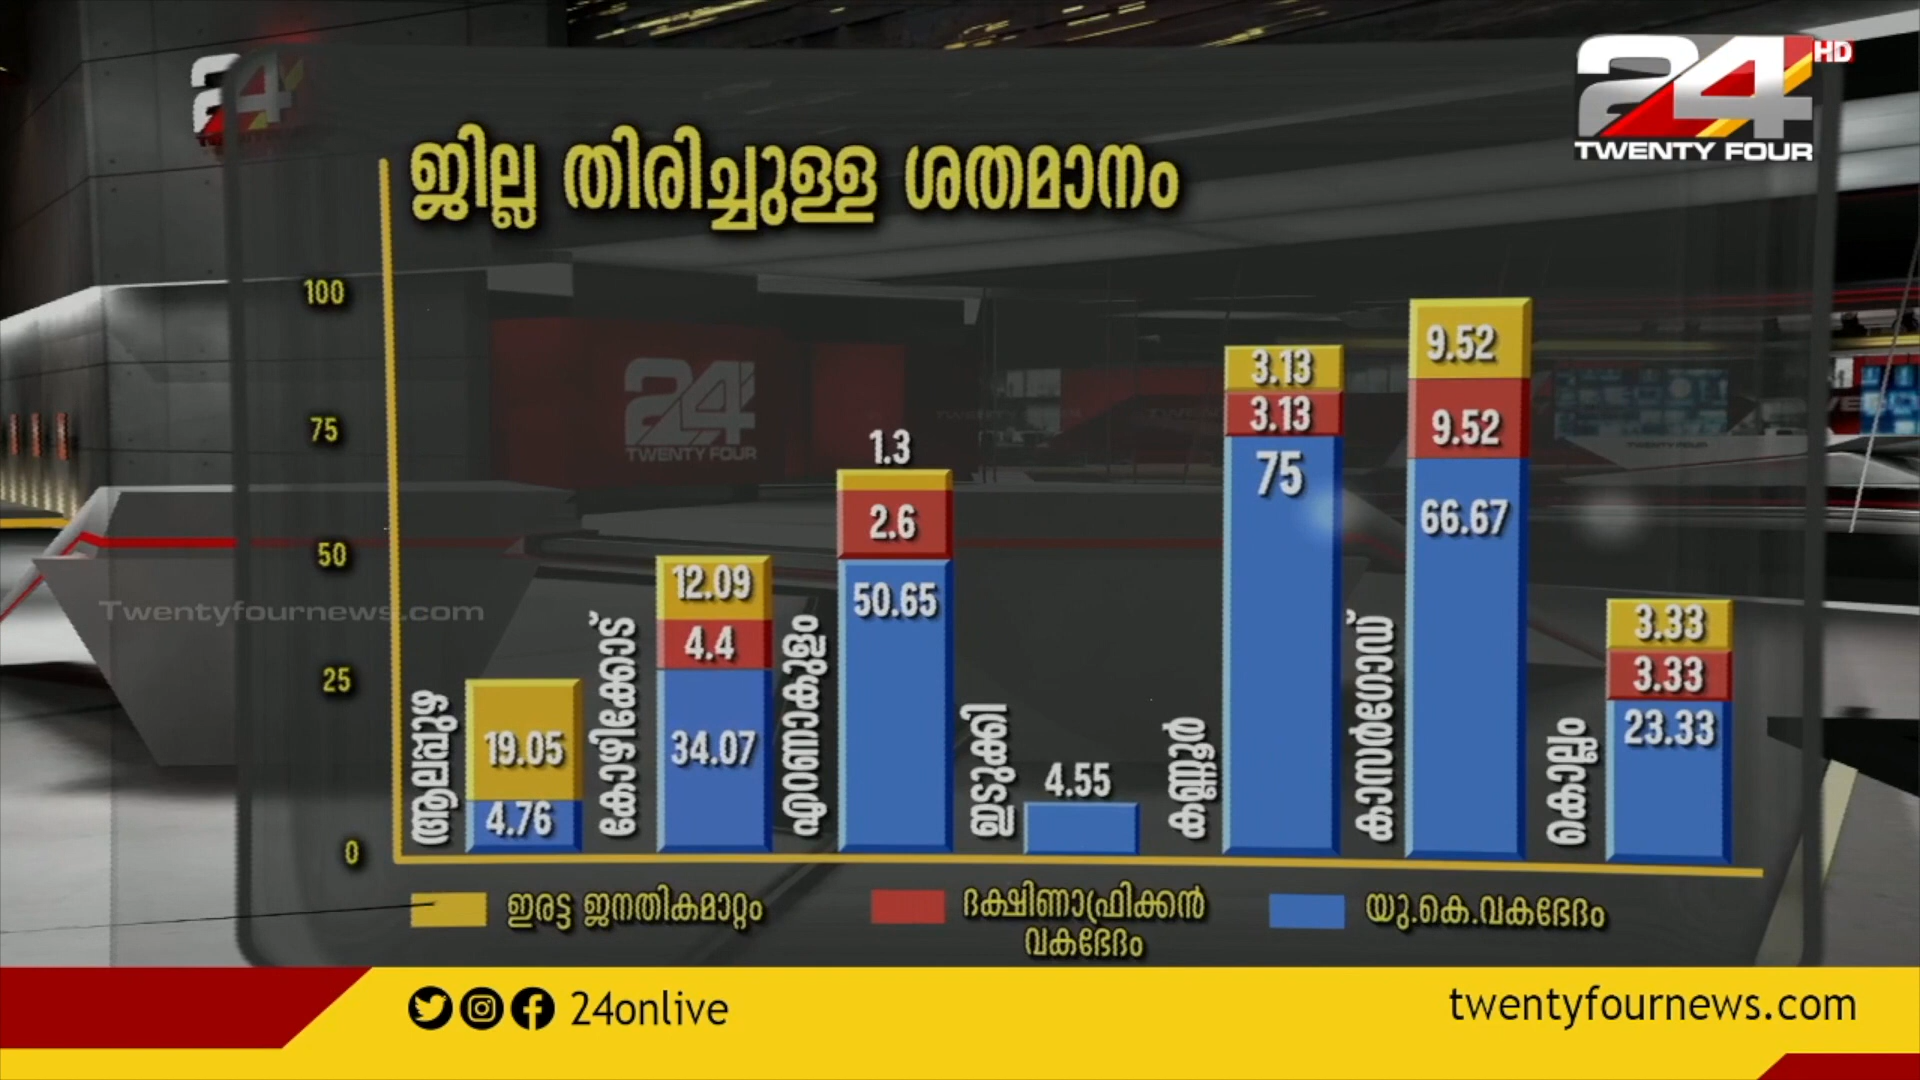 24 HD
TWENTY FOUR
24
ജില്ല തിരിച്ചുള്ള ശതമാനം
100
75
50
25
0
24
TWENTY FOUR
Twentyfournews.com
ആലപ്പുഴ
19.05
4.76
കോഴിക്കോട്
12.09
4.4
34.07
എറണാകുളം
1.3
2.6
50.65
ഇടുക്കി
4.55
കണ്ണൂർ
3.13
3.13
75
കാസർഗോഡ്
9.52
9.52
66.67
കൊല്ലം
3.33
3.33
23.33
ഇരട്ട ജനതികമാറ്റം
ദക്ഷിണാഫ്രിക്കൻ
വകഭേദം
യു.കെ.വകഭേദം
24onlive
twentyfournews.com